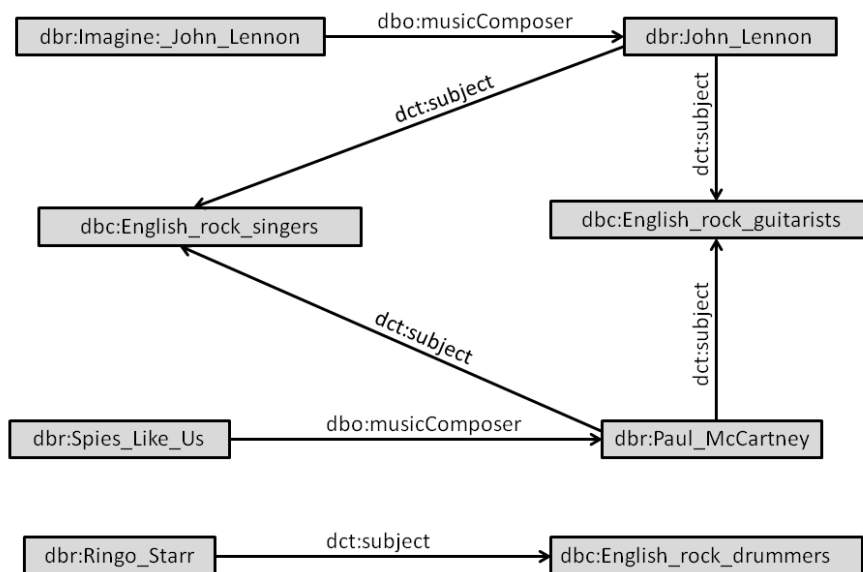 dbr:Imagine:_John_Lennon
dbo:musicComposer
dbr:John_Lennon
dct:subject
dct:subject
dbc:English_rock_singers
dbc:English_rock_guitarists
dct:subject
dct:subject
dbr:Spies_Like_Us
dbo:musicComposer
dbr:Paul_McCartney
dbr:Ringo_Starr
dct:subject
dbc:English_rock_drummers